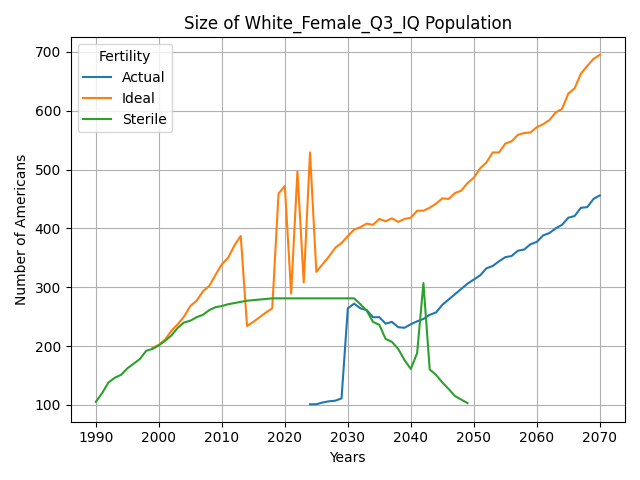 Size of White_Female_Q3_IQ Population
Fertility
Actual
Ideal
Sterile
Number of Americans
700
600
500
400
300
200
100
1990 2000 2010 2020 2030 2040 2050 2060 2070
Years